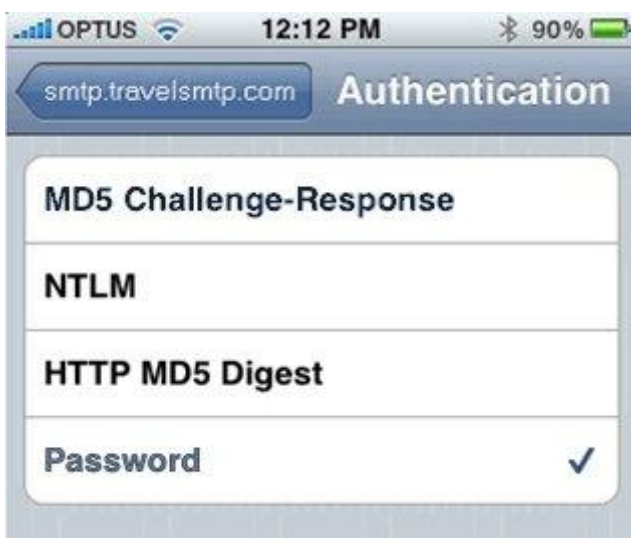 OPTUS 12:12 PM 90%
smtp.travelsmtp.com Authentication
MD5 Challenge-Response
NTLM
HTTP MD5 Digest
Password